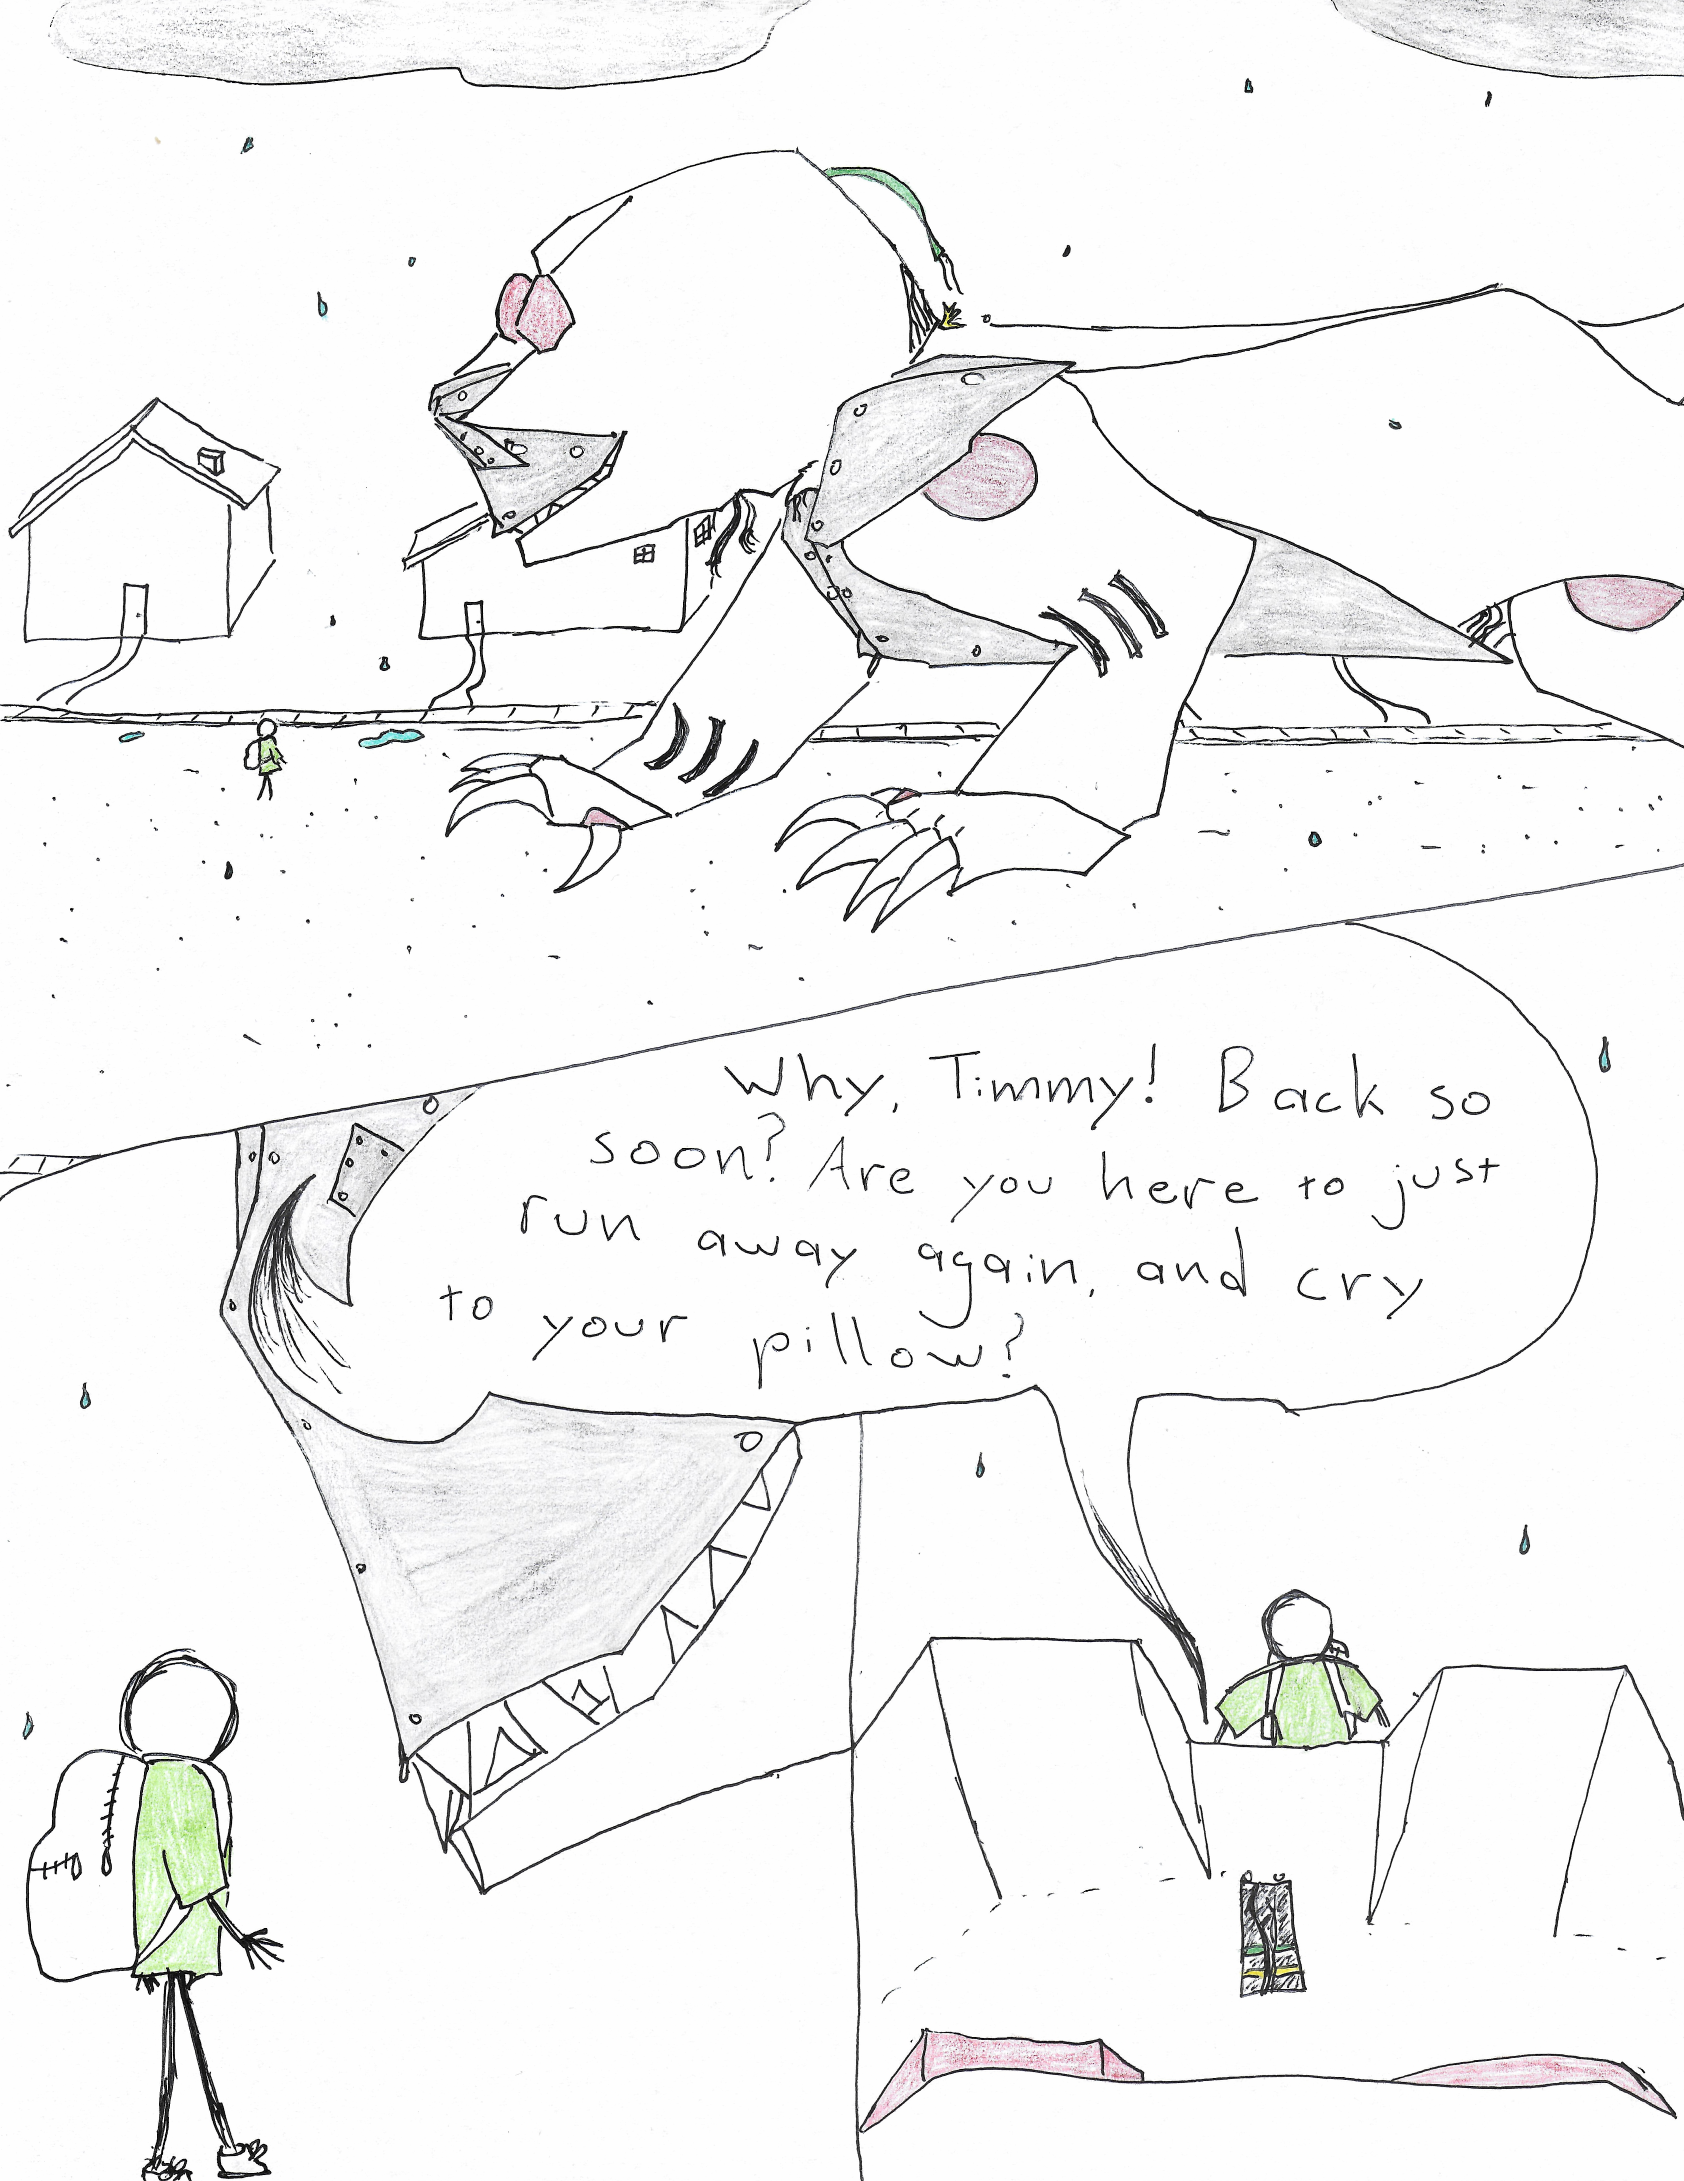 Why, Timmy! Back so
soon? Are you here to just
run away again, and cry
to your pillow?